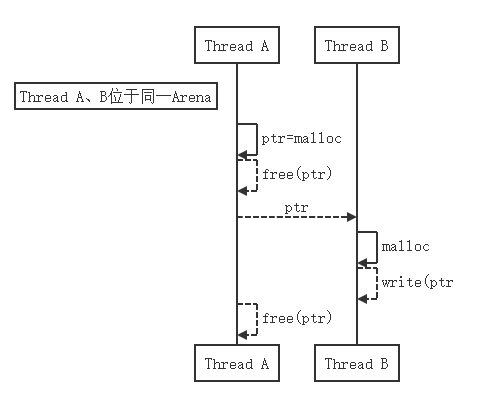 Thread A
Thread B
Thread A、B位于同一Arena
ptr=malloc
free(ptr)
ptr
malloc
write(ptr
free(ptr)
Thread A
Thread B